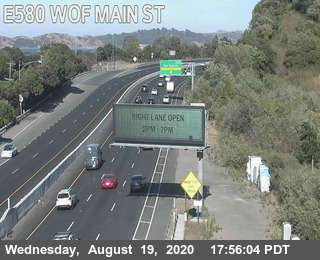 E580 WOF MAIN ST
RIGHT LANE OPEN
2PM - 7PM
Wednesday, August 19, 2020 17:56:04 PDT